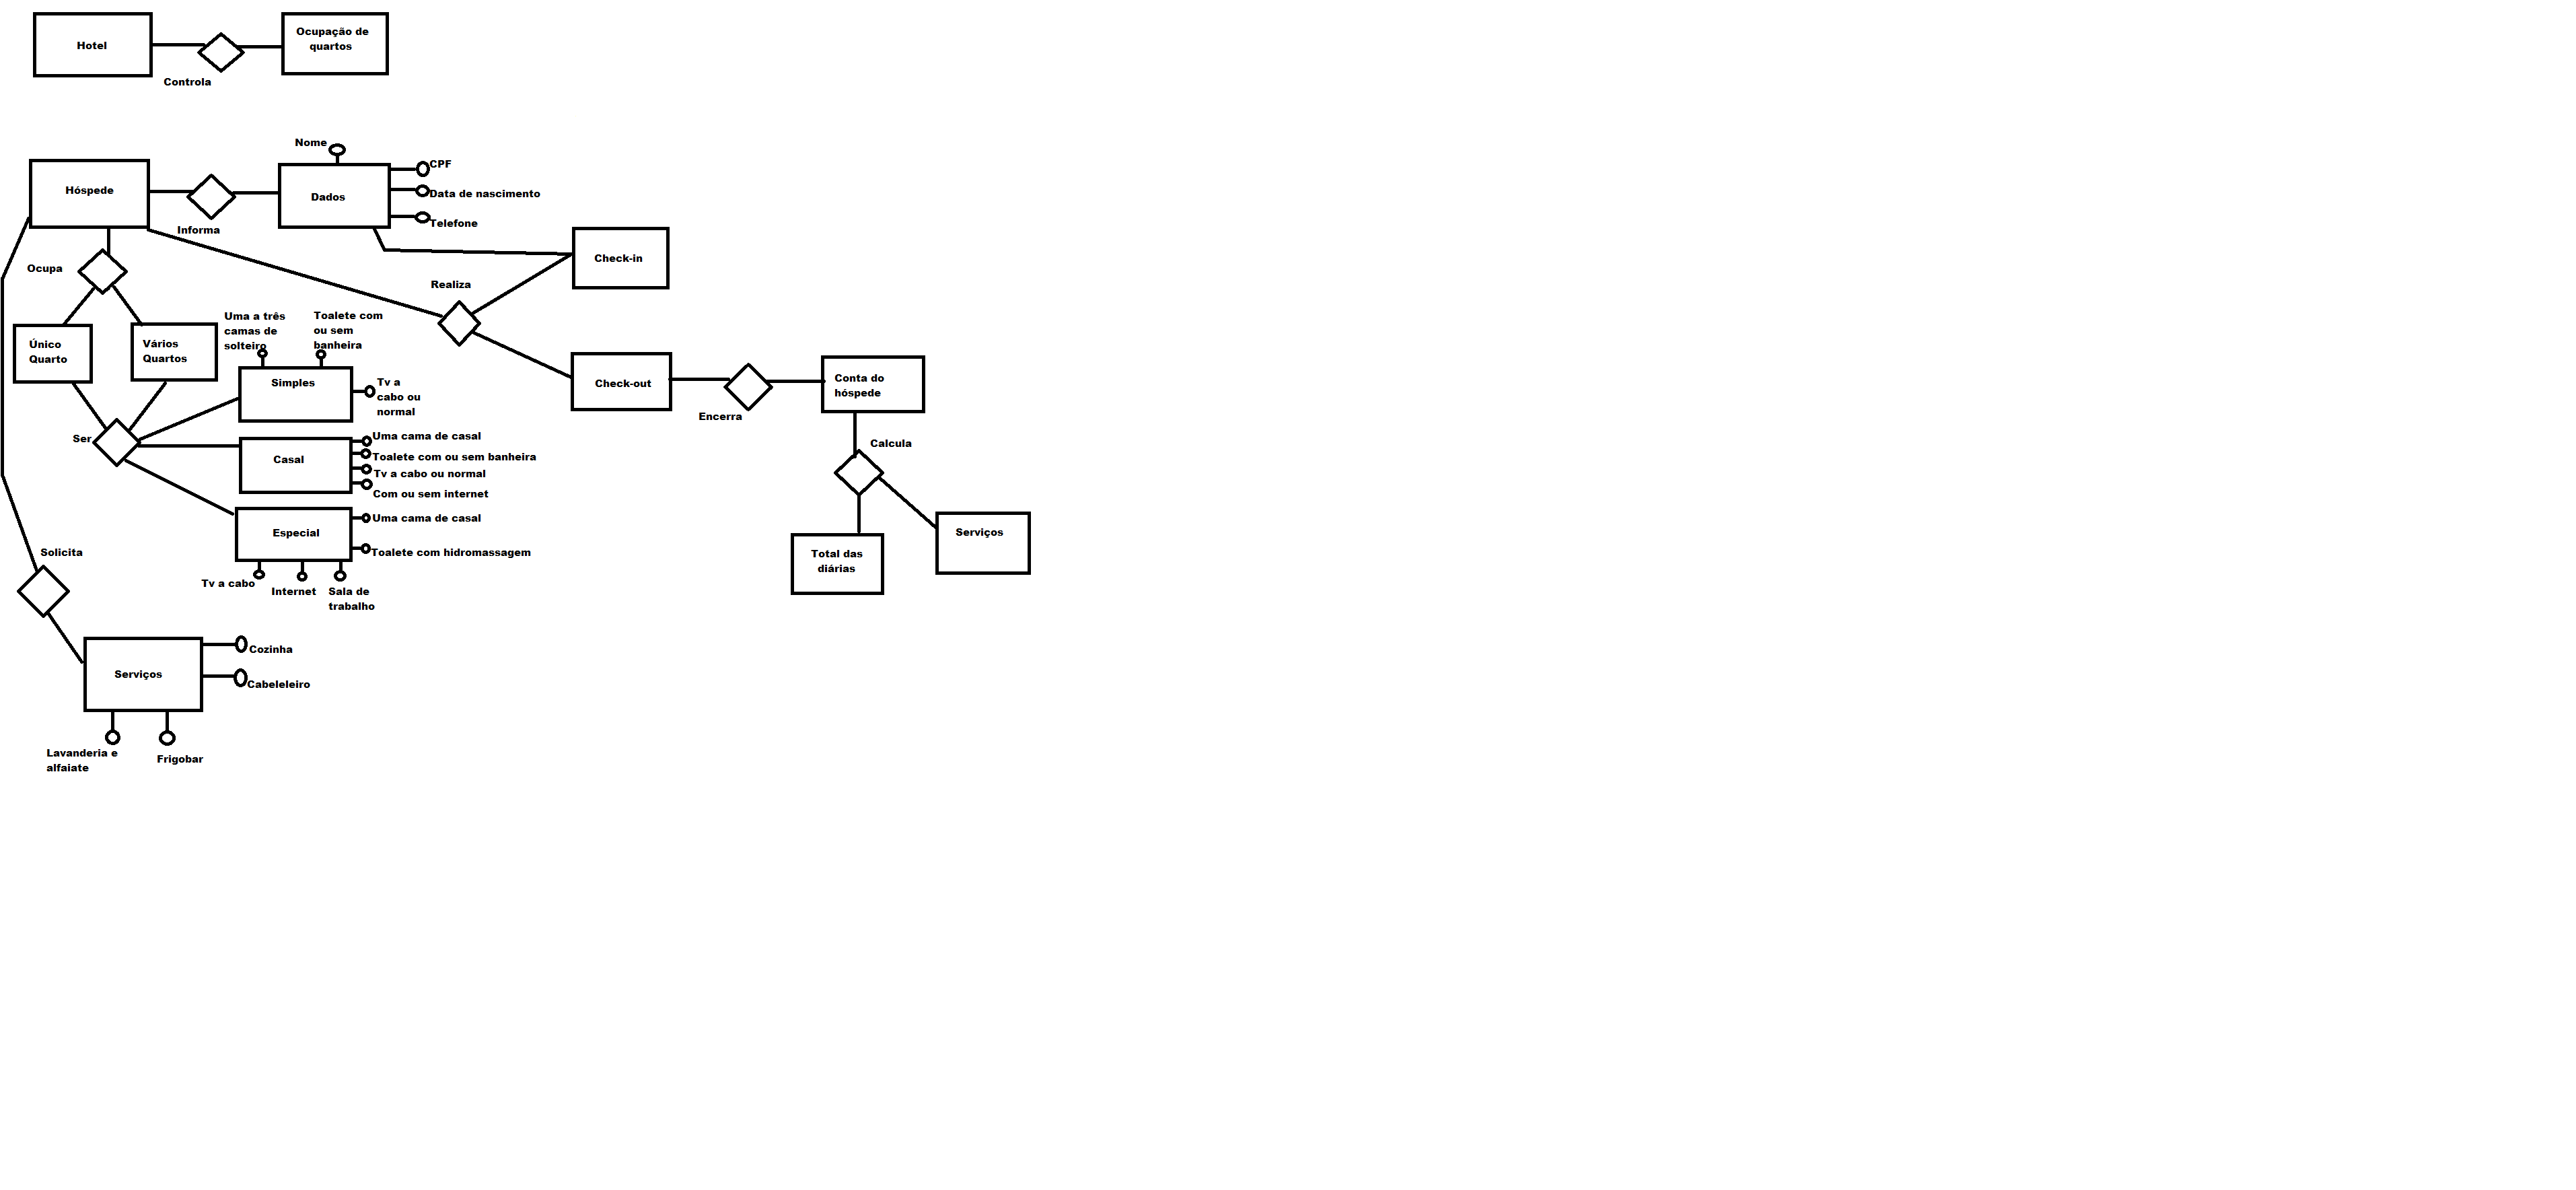 Hotel
Ocupação de
quartos
Controla
Nome
CPF
Hóspede
Dados
Data de nascimento
Telefone
Informa
Check-in
Ocupa
Realiza
Uma a três
camas de
solteiro
Toalete com
ou sem
banheira
Único
Quarto
Vários
Quartos
Simples
Tv a
cabo ou
normal
Check-out
Conta do
hóspede
Encerra
Ser
Uma cama de casal
Casal
Toalete com ou sem banheira
Tv a cabo ou normal
Com ou sem internet
Calcula
Uma cama de casal
Especial
Toalete com hidromassagem
Tv a cabo
Internet
Sala de
trabalho
Solicita
Total das
diárias
Serviços
Serviços
Cozinha
Cabeleleiro
Lavanderia e
alfaiate
Frigobar